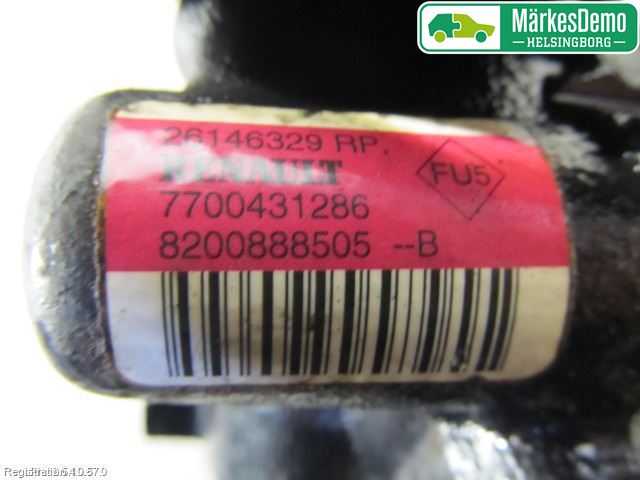 MärkesDemo
HELSINGBORG
26146329 RP.
RENAULT
FU5
7700431286
8200888505 --B